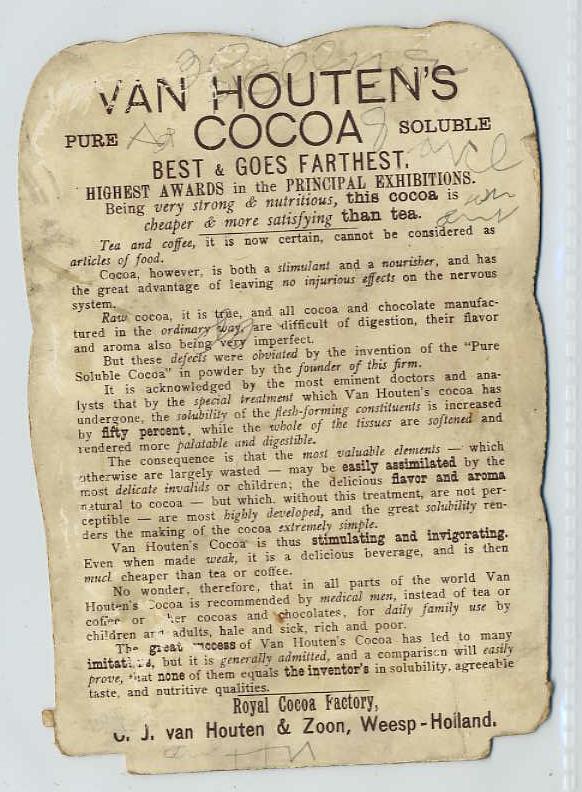 VAN HOUTEN'S
PURE COCOA SOLUBLE
BEST & GOES FARTHEST.
HIGHEST AWARDS in the PRINCIPAL EXHIBITIONS.
Being very strong & nutritious, this cocoa is
cheaper & more satisfying than tea.
Tea and coffee, it is now certain, cannot be considered as
articles of food.
Cocoa, however, is both a stimulant and a nourisher, and has
the great advantage of leaving no injurious effects on the nervous
system.
Raw cocoa, it is true, and all cocoa and chocolate manufac-
tured in the ordinary way, are difficult of digestion, their flavor
and aroma also being very imperfect.
But these defects were obviated by the invention of the "Pure
Soluble Cocoa" in powder by the founder of this firm.
It is acknowledged by the most eminent doctors and ana-
lysts that by the special treatment which Van Houten's cocoa has
undergone, the solubility of the flesh-forming constituents is increased
by fifty percent, while the whole of the tissues are softened and
rendered more palatable and digestible.
The consequence is that the most valuable elements — which
otherwise are largely wasted — may be easily assimilated by the
most delicate invalids or children; the delicious flavor and aroma
natural to cocoa — but which, without this treatment, are not per-
ceptible — are most highly developed, and the great solubility ren-
ders the making of the cocoa extremely simple.
Van Houten's Cocoa is thus stimulating and invigorating.
Even when made weak, it is a delicious beverage, and is then
much cheaper than tea or coffee.
No wonder, therefore, that in all parts of the world Van
Houten's Cocoa is recommended by medical men, instead of tea or
coffee or other cocoas and chocolates, for daily family use by
children and adults, hale and sick, rich and poor.
The great success of Van Houten's Cocoa has led to many
imitations, but it is generally admitted, and a comparison will easily
prove, that none of them equals the inventor's in solubility, agreeable
taste, and nutritive qualities.
Royal Cocoa Factory,
C. J. van Houten & Zoon, Weesp-Holland.